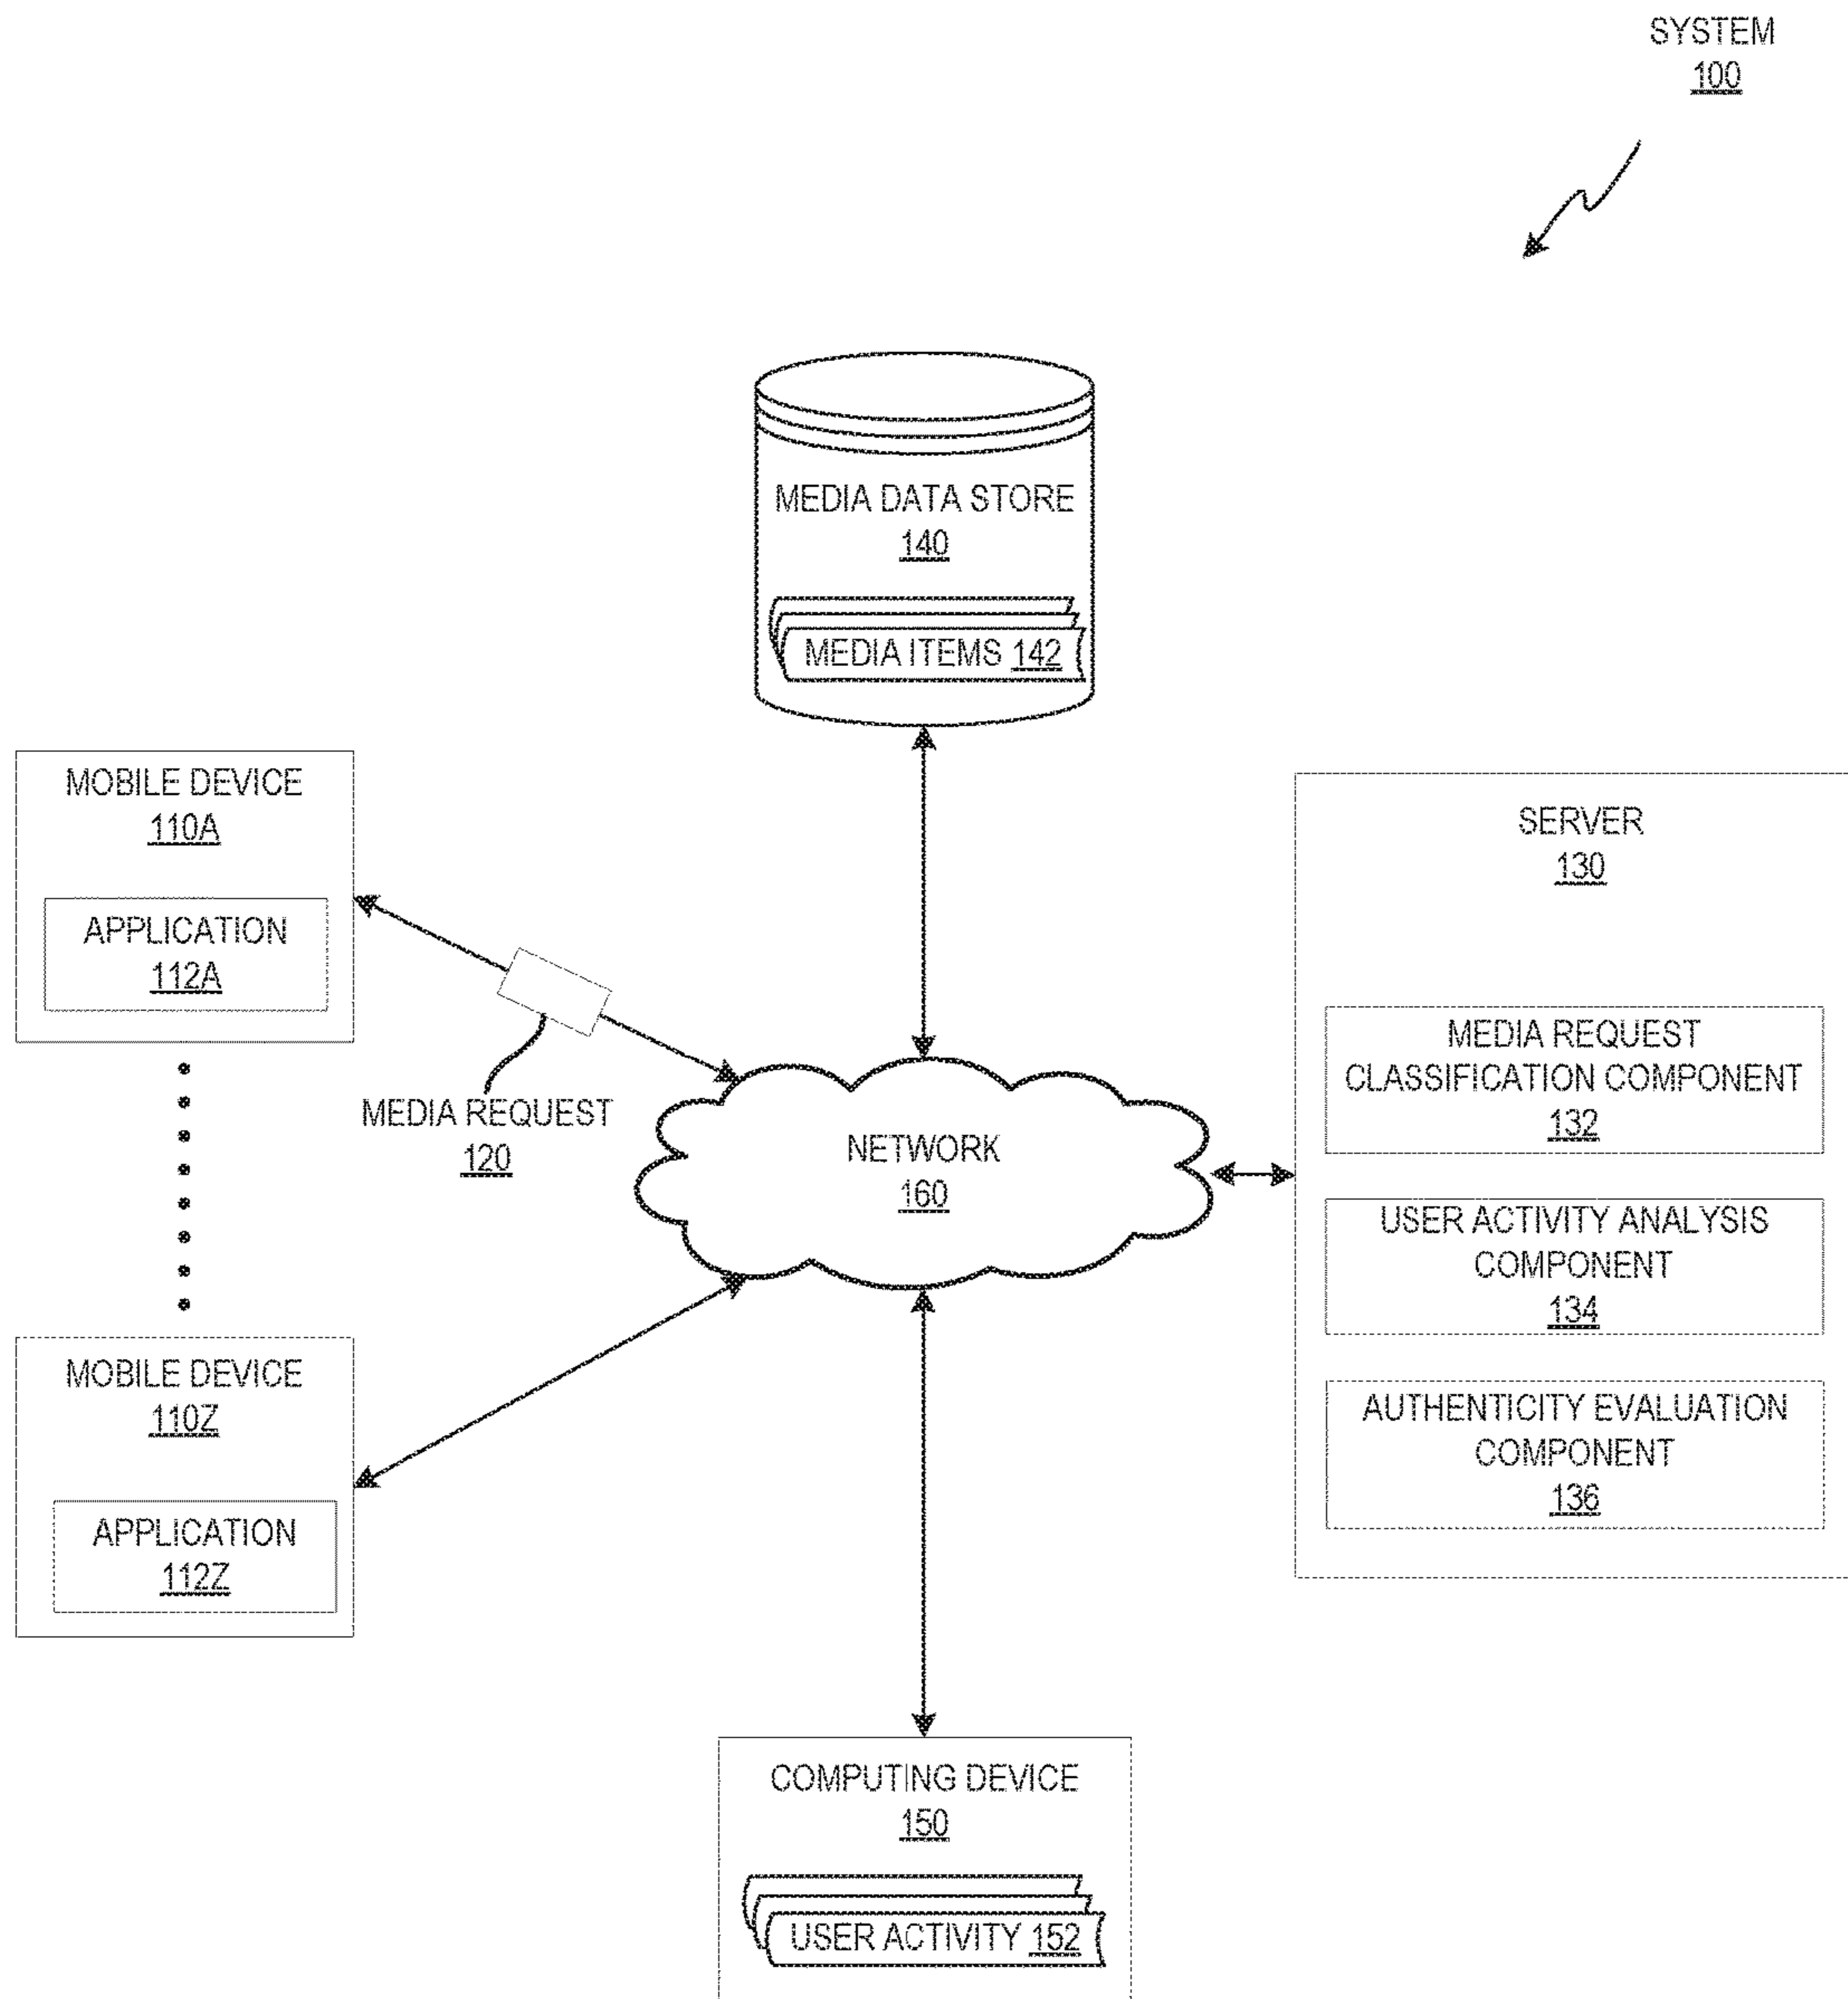 SYSTEM
100
MEDIA DATA STORE
140
MEDIA ITEMS 142
MOBILE DEVICE
110A
APPLICATION
112A
MEDIA REQUEST
120
NETWORK
160
SERVER
130
MEDIA REQUEST
CLASSIFICATION COMPONENT
132
USER ACTIVITY ANALYSIS
COMPONENT
134
AUTHENTICITY EVALUATION
COMPONENT
136
MOBILE DEVICE
110Z
APPLICATION
112Z
COMPUTING DEVICE
150
USER ACTIVITY 152